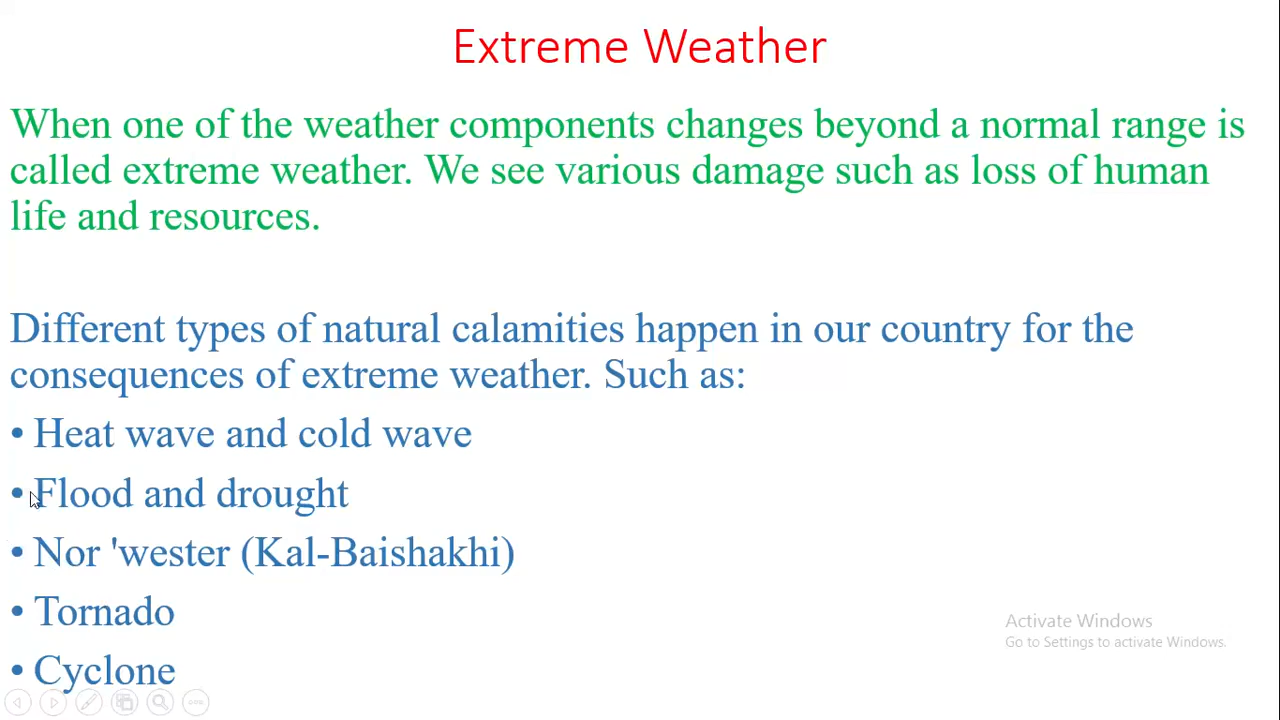 Extreme Weather
When one of the weather components changes beyond a normal range is
called extreme weather. We see various damage such as loss of human
life and resources.
Different types of natural calamities happen in our country for the
consequences of extreme weather. Such as:
• Heat wave and cold wave
• Flood and drought
• Nor 'wester (Kal-Baishakhi)
• Tornado
• Cyclone
Activate Windows
Go to Settings to activate Windows.